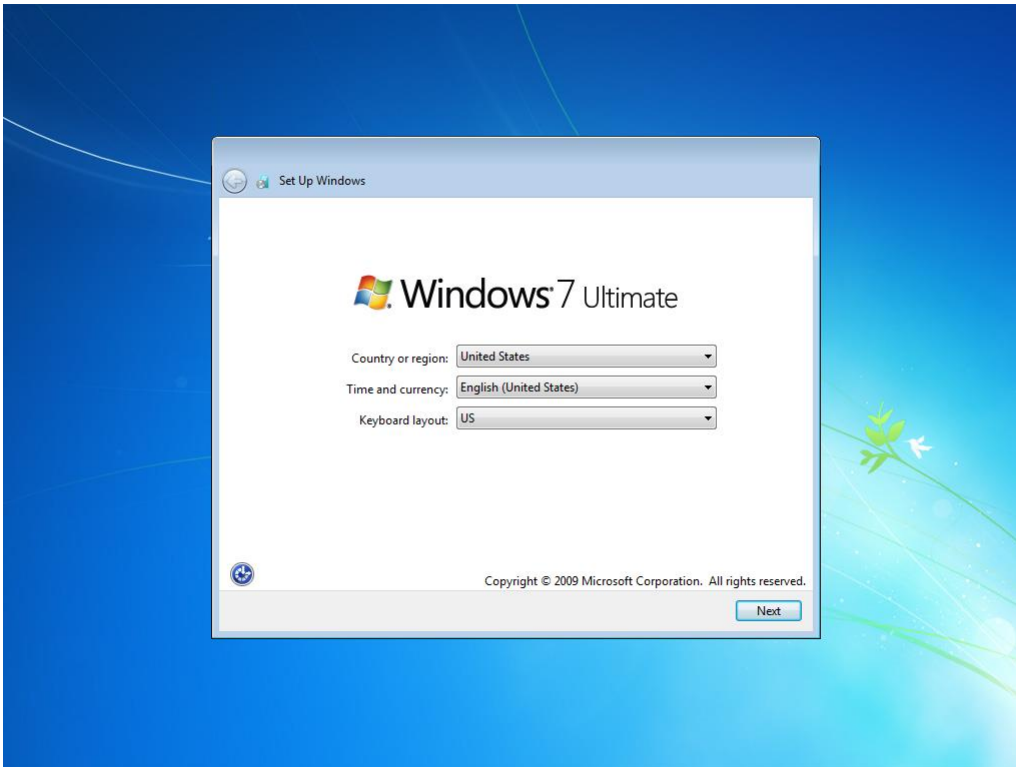 Set Up Windows
Windows 7 Ultimate
Country or region: United States
Time and currency: English (United States)
Keyboard layout: US
Copyright © 2009 Microsoft Corporation. All rights reserved.
Next